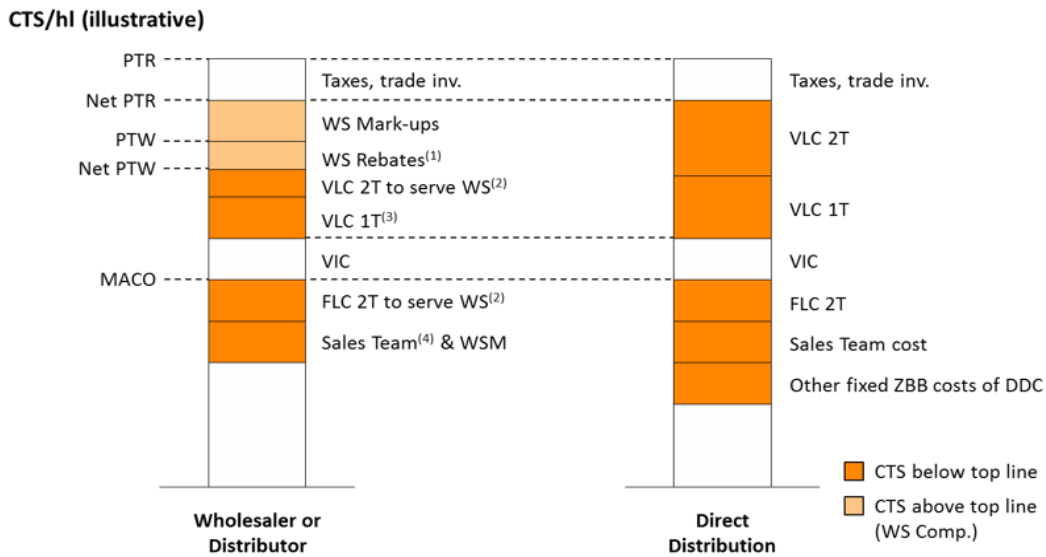 CTS/hl (illustrative)
PTR
Net PTR
PTW
Net PTW
MACO
Taxes, trade inv.
WS Mark-ups
WS Rebates(1)
VLC 2T to serve WS(2)
VLC 1T(3)
VIC
FLC 2T to serve WS(2)
Sales Team(4) & WSM
Wholesaler or
Distributor
Taxes, trade inv.
VLC 2T
VLC 1T
VIC
FLC 2T
Sales Team cost
Other fixed ZBB costs of DDC
Direct
Distribution
CTS below top line
CTS above top line
(WS Comp.)